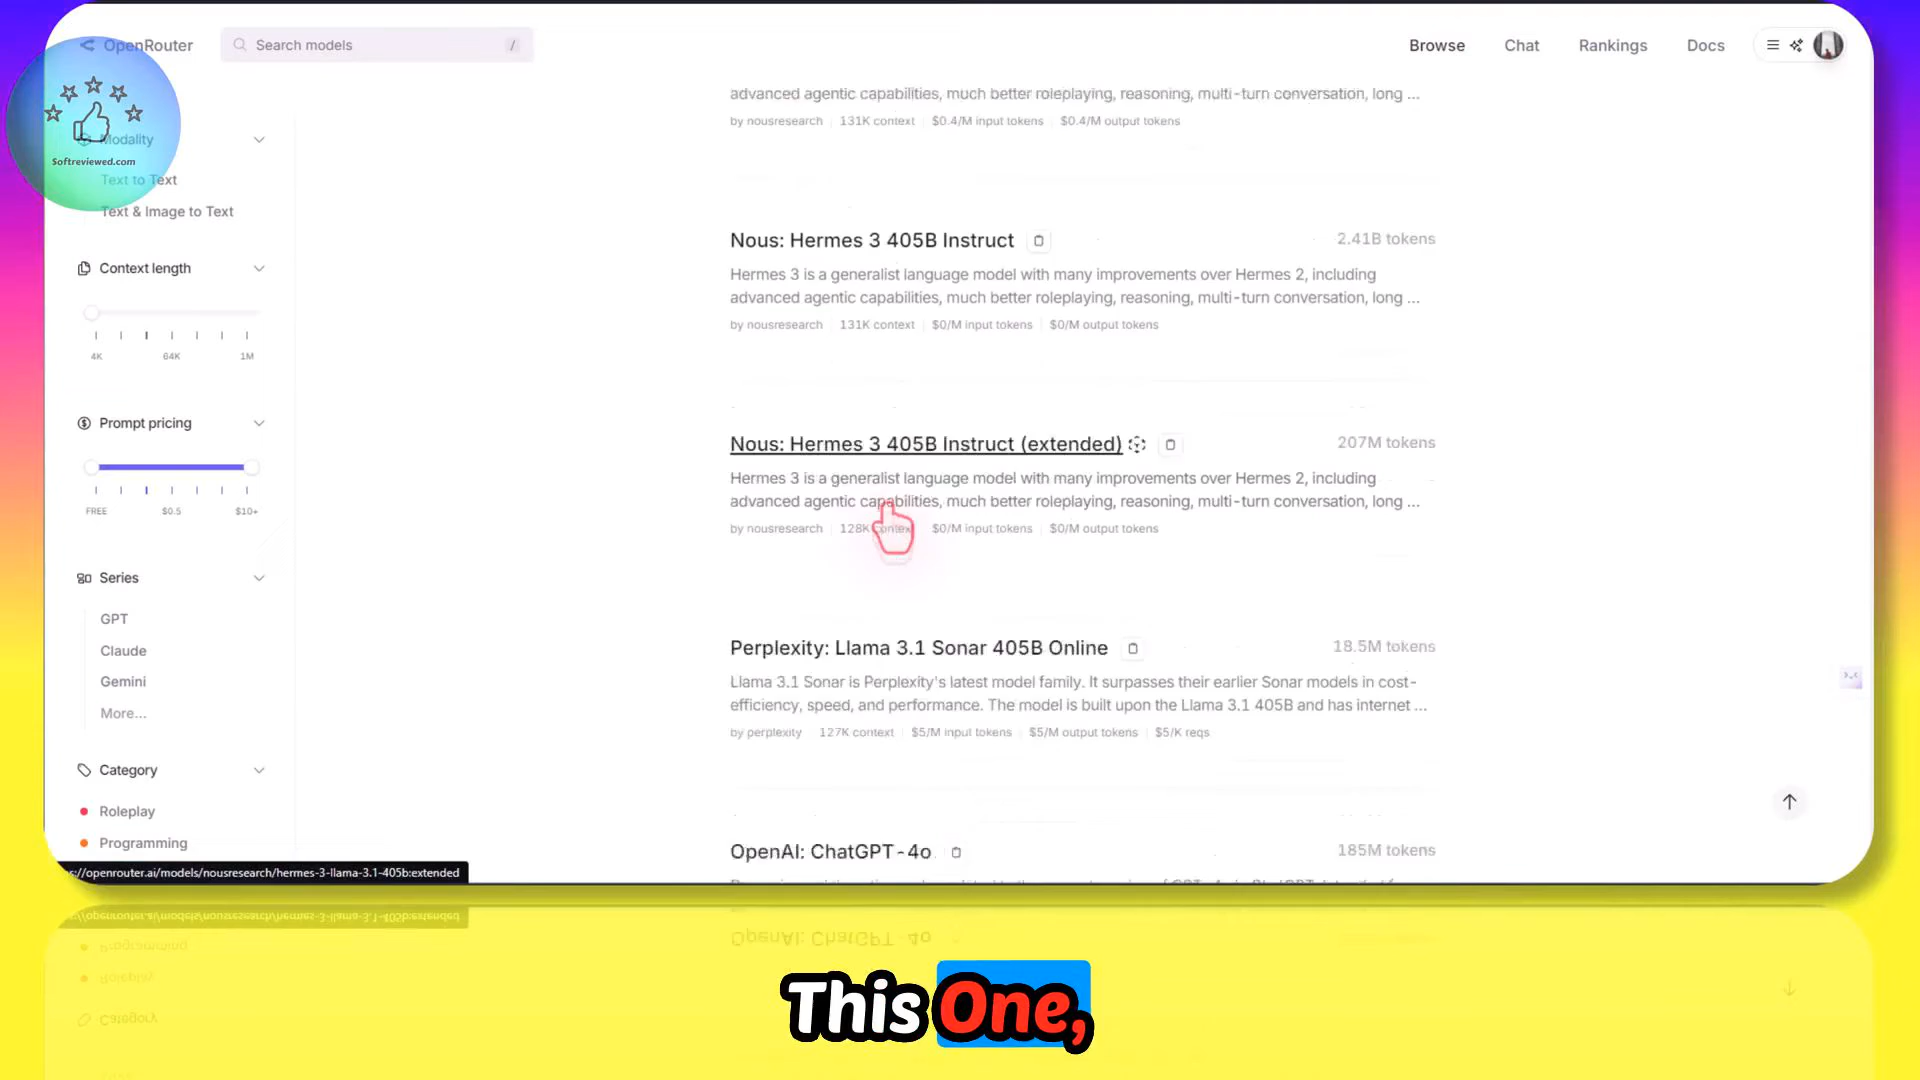 OpenRouter
Search models
/
Browse
Chat
Rankings
Docs
Softreviewed.com
Modality
Text to Text
Text & Image to Text
Context length
4K
64K
1M
Prompt pricing
FREE
$0.5
$10+
Series
GPT
Claude
Gemini
More...
Category
Roleplay
Programming
advanced agentic capabilities, much better roleplaying, reasoning, multi-turn conversation, long ...
by nousresearch 131K context $0.4/M input tokens $0.4/M output tokens
Nous: Hermes 3 405B Instruct
2.41B tokens
Hermes 3 is a generalist language model with many improvements over Hermes 2, including
advanced agentic capabilities, much better roleplaying, reasoning, multi-turn conversation, long ...
by nousresearch 131K context $0/M input tokens $0/M output tokens
Nous: Hermes 3 405B Instruct (extended)
207M tokens
Hermes 3 is a generalist language model with many improvements over Hermes 2, including
advanced agentic capabilities, much better roleplaying, reasoning, multi-turn conversation, long ...
by nousresearch 128K context $0/M input tokens $0/M output tokens
Perplexity: Llama 3.1 Sonar 405B Online
18.5M tokens
Llama 3.1 Sonar is Perplexity's latest model family. It surpasses their earlier Sonar models in cost-
efficiency, speed, and performance. The model is built upon the Llama 3.1 405B and has internet ...
by perplexity 127K context $5/M input tokens $5/M output tokens $5/K reqs
OpenAI: ChatGPT-4o
185M tokens
://openrouter.ai/models/nousresearch/hermes-3-llama-3.1-405b:extended
This One,